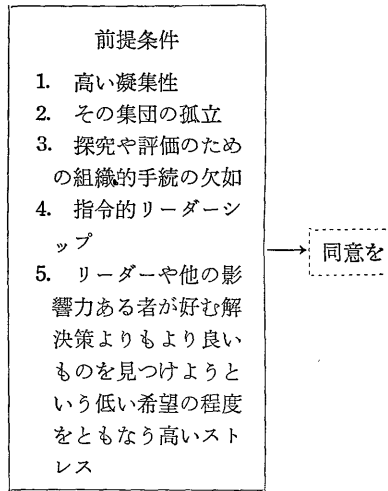 前提条件
1. 高い凝集性
2. その集団の孤立
3. 探究や評価のため
の組織的手続の欠如
4. 指令的リーダーシ
ップ
5. リーダーや他の影
響力ある者が好む解
決策よりもより良い
ものを見つけようと
いう低い希望の程度
をともなう高いスト
レス
同意を